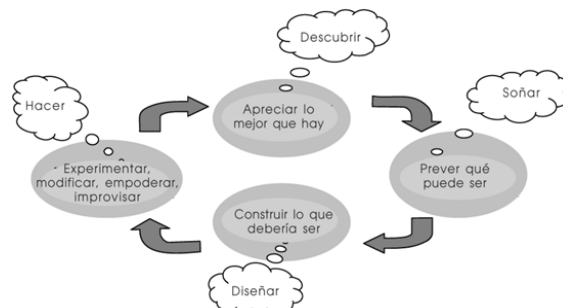 Descubrir
Apreciar lo
mejor que hay
Soñar
Prever qué
puede ser
Construir lo que
debería ser
Diseñar
Hacer
Experimentar,
modificar, empoderar,
improvisar